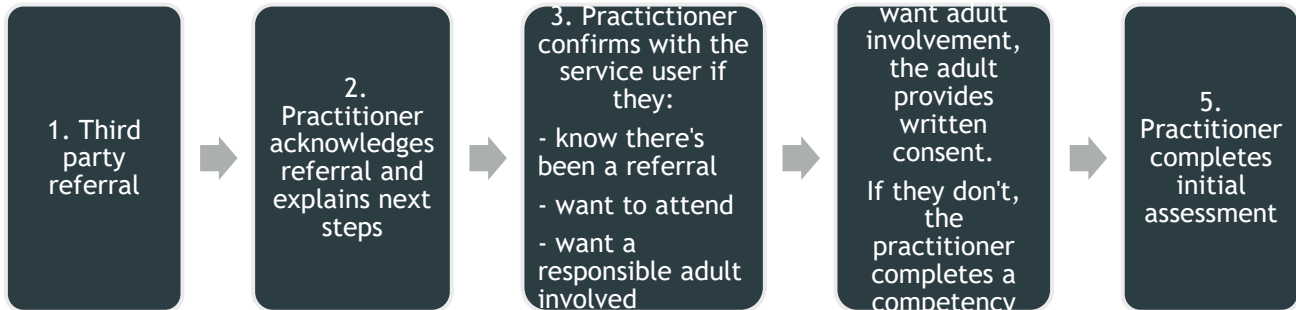 1. Third
party
referral
2.
Practitioner
acknowledges
referral and
explains next
steps
3. Practictioner
confirms with the
service user if
they:
- know there's
been a referral
- want to attend
- want a
responsible adult
involved
want adult
involvement,
the adult
provides
written
consent.
If they don't,
the
practitioner
completes a
competency
5.
Practitioner
completes
initial
assessment